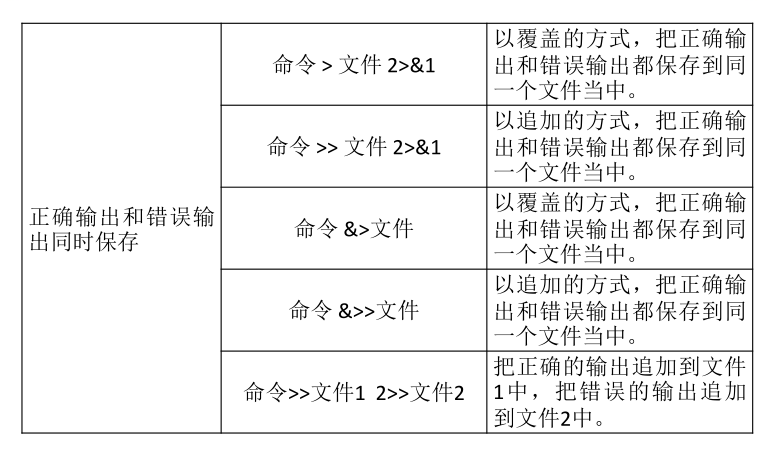 正确输出和错误输
出同时保存
命令 > 文件 2>&1
以覆盖的方式，把正确输
出和错误输出都保存到同
一个文件当中。
命令 >> 文件 2>&1
以追加的方式，把正确输
出和错误输出都保存到同
一个文件当中。
命令 &>文件
以覆盖的方式，把正确输
出和错误输出都保存到同
一个文件当中。
命令 &>>文件
以追加的方式，把正确输
出和错误输出都保存到同
一个文件当中。
命令>>文件1 2>>文件2
把正确的输出追加到文件
1中，把错误的输出追加
到文件2中。